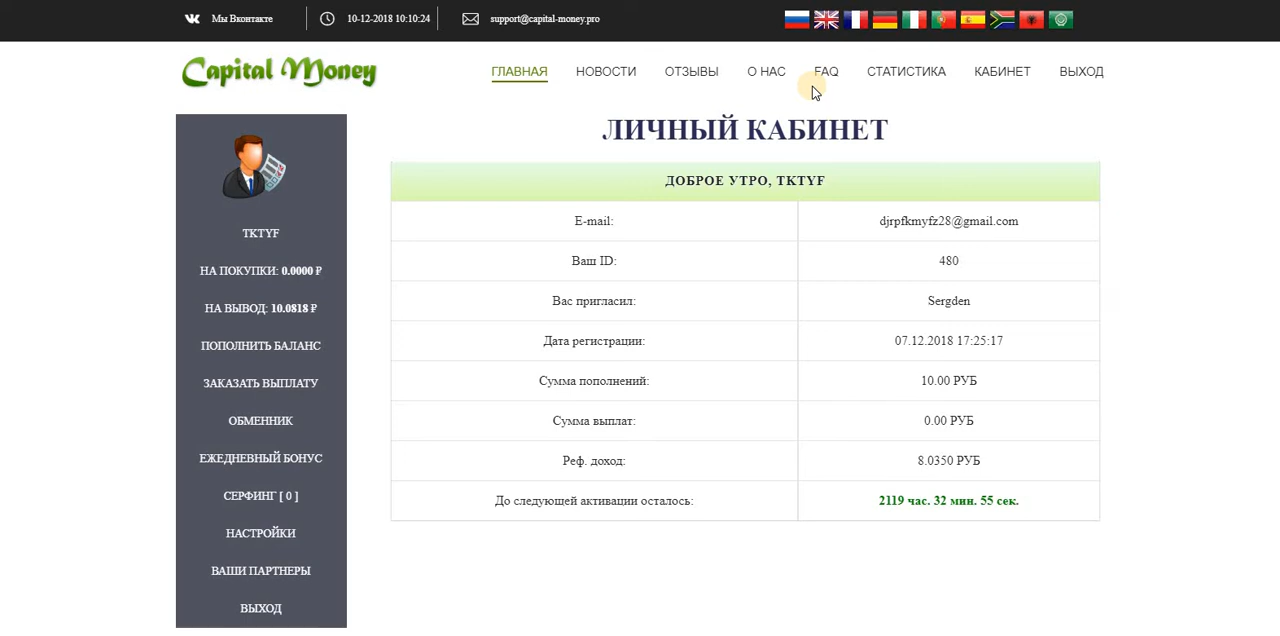 Мы Вконтакте
10-12-2018 10:10:24
support@capital-money.pro
Capital Money
ГЛАВНАЯ НОВОСТИ ОТЗЫВЫ О НАС FAQ СТАТИСТИКА КАБИНЕТ ВЫХОД
TKTYF
НА ПОКУПКИ: 0.0000 ₽
НА ВЫВОД: 10.0818 ₽
ПОПОЛНИТЬ БАЛАНС
ЗАКАЗАТЬ ВЫПЛАТУ
ОБМЕННИК
ЕЖЕДНЕВНЫЙ БОНУС
СЕРФИНГ [ 0 ]
НАСТРОЙКИ
ВАШИ ПАРТНЕРЫ
ВЫХОД
ЛИЧНЫЙ КАБИНЕТ
ДОБРОЕ УТРО, TKTYF
E-mail: djrpfkmyfz28@gmail.com
Ваш ID: 480
Вас пригласил: Sergden
Дата регистрации: 07.12.2018 17:25:17
Сумма пополнений: 10.00 РУБ
Сумма выплат: 0.00 РУБ
Реф. доход: 8.0350 РУБ
До следующей активации осталось: 2119 час. 32 мин. 55 сек.